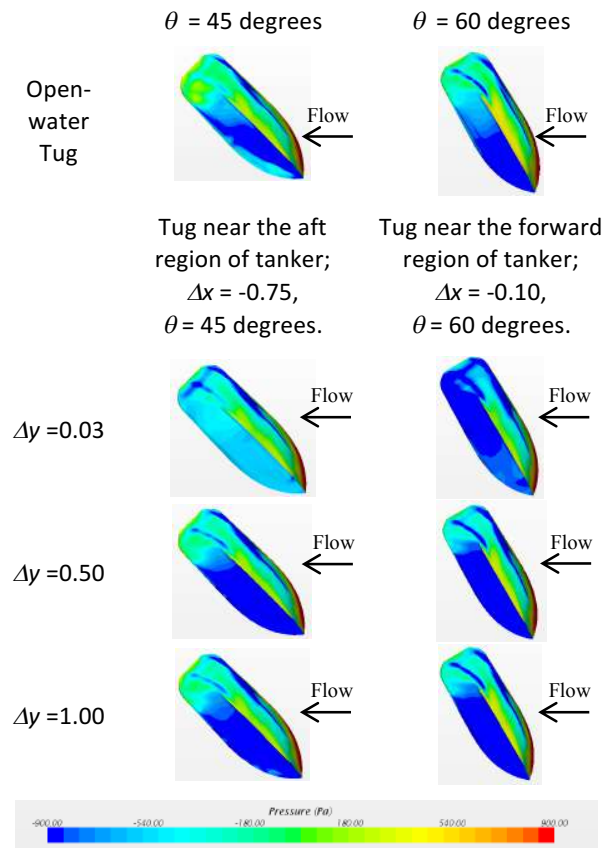 θ = 45 degrees
θ = 60 degrees
Open-
water
Tug
Flow
Flow
Tug near the aft
region of tanker;
Δx = -0.75,
θ = 45 degrees.
Tug near the forward
region of tanker;
Δx = -0.10,
θ = 60 degrees.
Δy =0.03
Flow
Flow
Δy =0.50
Flow
Flow
Δy =1.00
Flow
Flow
Pressure (Pa)
-900.00 -540.00 -180.00 180.00 540.00 900.00